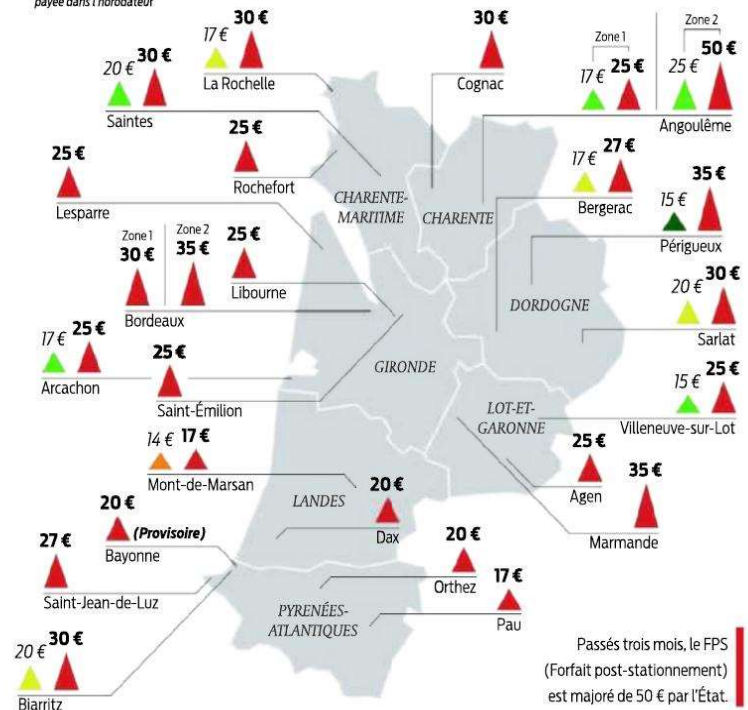 payée dans l'horodateur
17 € 30 €
La Rochelle
30 €
Cognac
Zone 1
17 € 25 €
Zone 2
25 € 50 €
Angoulême
20 € 30 €
Saintes
25 €
Rochefort
25 €
Lesparre
CHARENTE-
MARITIME
CHARENTE
17 € 27 €
Bergerac
15 € 35 €
Périgueux
Zone 1
30 €
Zone 2
35 €
Bordeaux
25 €
Libourne
DORDOGNE
20 € 30 €
Sarlat
17 € 25 €
Arcachon
25 €
Saint-Émilion
GIRONDE
LOT-ET-
GARONNE
15 € 25 €
Villeneuve-sur-Lot
14 € 17 €
Mont-de-Marsan
LANDES
20 €
Dax
25 €
Agen
35 €
Marmande
20 €
(Provisoire)
Bayonne
27 €
Saint-Jean-de-Luz
20 €
Orthez
17 €
Pau
PYRENÉES-
ATLANTIQUES
20 € 30 €
Biarritz
Passés trois mois, le FPS
(Forfait post-stationnement)
est majoré de 50 € par l'État.